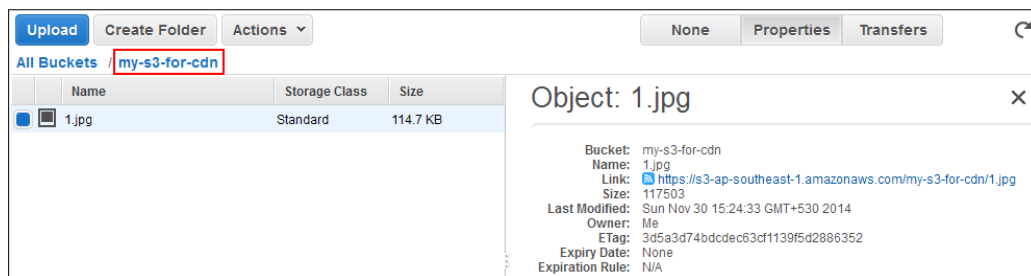 Upload Create Folder Actions None Properties Transfers
All Buckets / my-s3-for-cdn
Name Storage Class Size
1.jpg Standard 114.7 KB
Object: 1.jpg
Bucket: my-s3-for-cdn
Name: 1.jpg
Link: https://s3-ap-southeast-1.amazonaws.com/my-s3-for-cdn/1.jpg
Size: 117503
Last Modified: Sun Nov 30 15:24:33 GMT+530 2014
Owner: Me
ETag: 3d5a3d74bdcdec63cf1139f5d2886352
Expiry Date: None
Expiration Rule: N/A